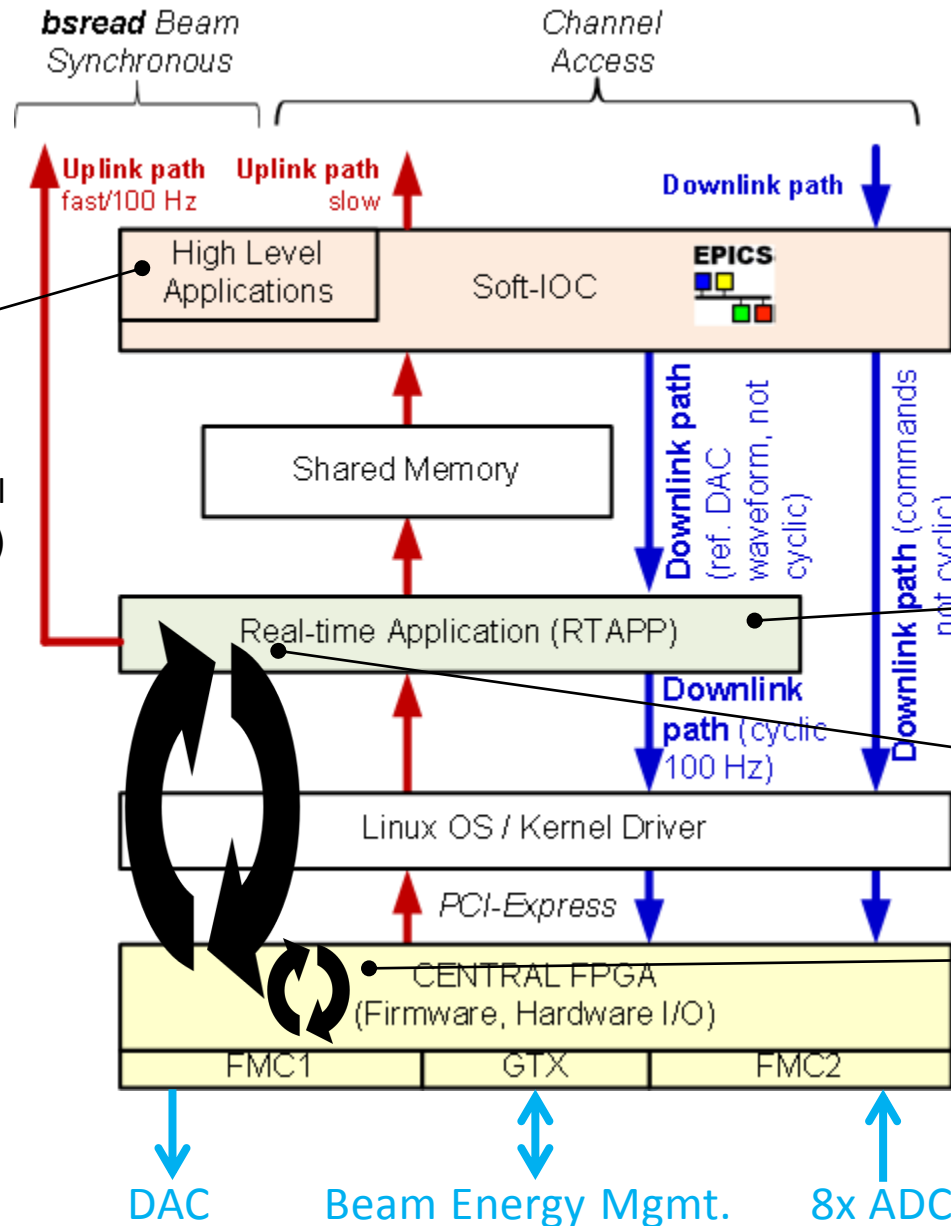 bsread Beam
Synchronous
Channel
Access
Uplink path
fast/100 Hz
Uplink path
slow
Downlink path
High Level
Applications
Soft-IOC
EPICS
Shared Memory
Downlink path
(ref. DAC
waveform, not
cyclic)
Downlink path (commands
not cyclic)
)
Real-time Application (RTAPP)
Downlink
path (cyclic
100 Hz)
Linux OS / Kernel Driver
PCI-Express
CENTRAL FPGA
(Firmware, Hardware I/O)
FMC1
GTX
FMC2
DAC
Beam Energy Mgmt.
8x ADC